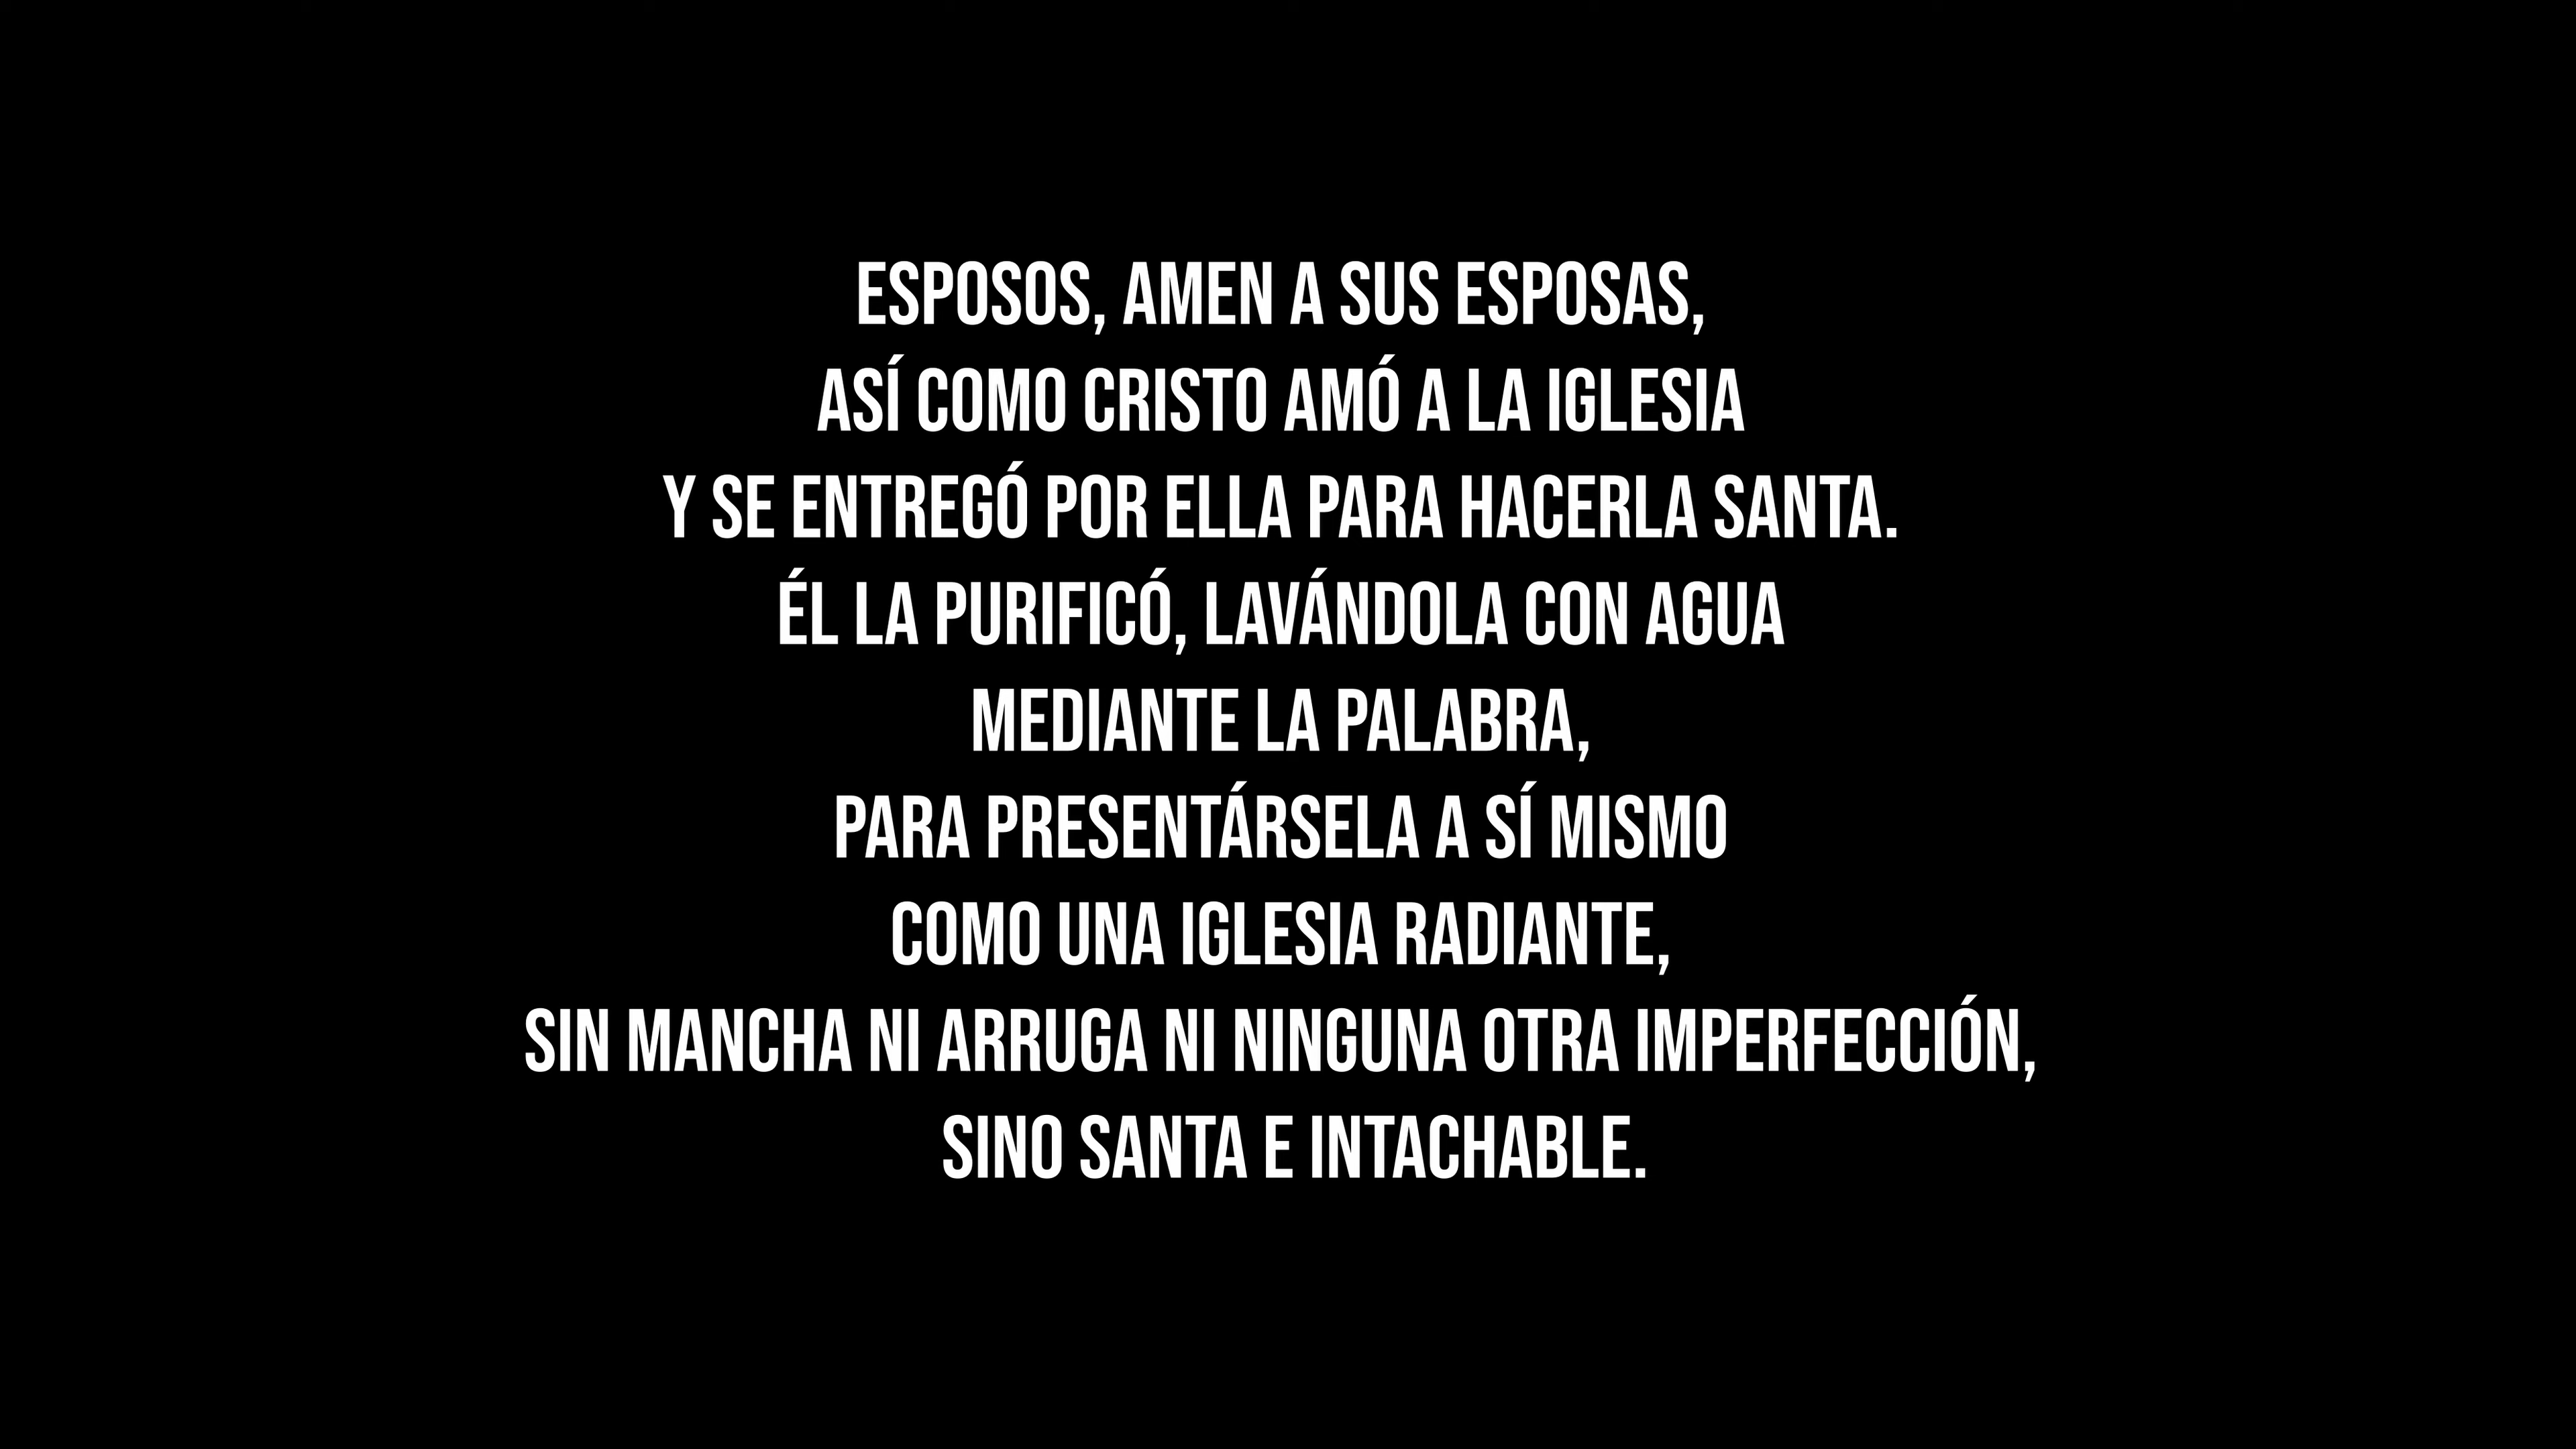 ESPOSOS, AMEN A SUS ESPOSAS,
ASÍ COMO CRISTO AMÓ A LA IGLESIA
Y SE ENTREGÓ POR ELLA PARA HACERLA SANTA.
ÉL LA PURIFICÓ, LAVÁNDOLA CON AGUA
MEDIANTE LA PALABRA,
PARA PRESENTÁRSELA A SÍ MISMO
COMO UNA IGLESIA RADIANTE,
SIN MANCHA NI ARRUGA NI NINGUNA OTRA IMPERFECCIÓN,
SINO SANTA E INTACHABLE.